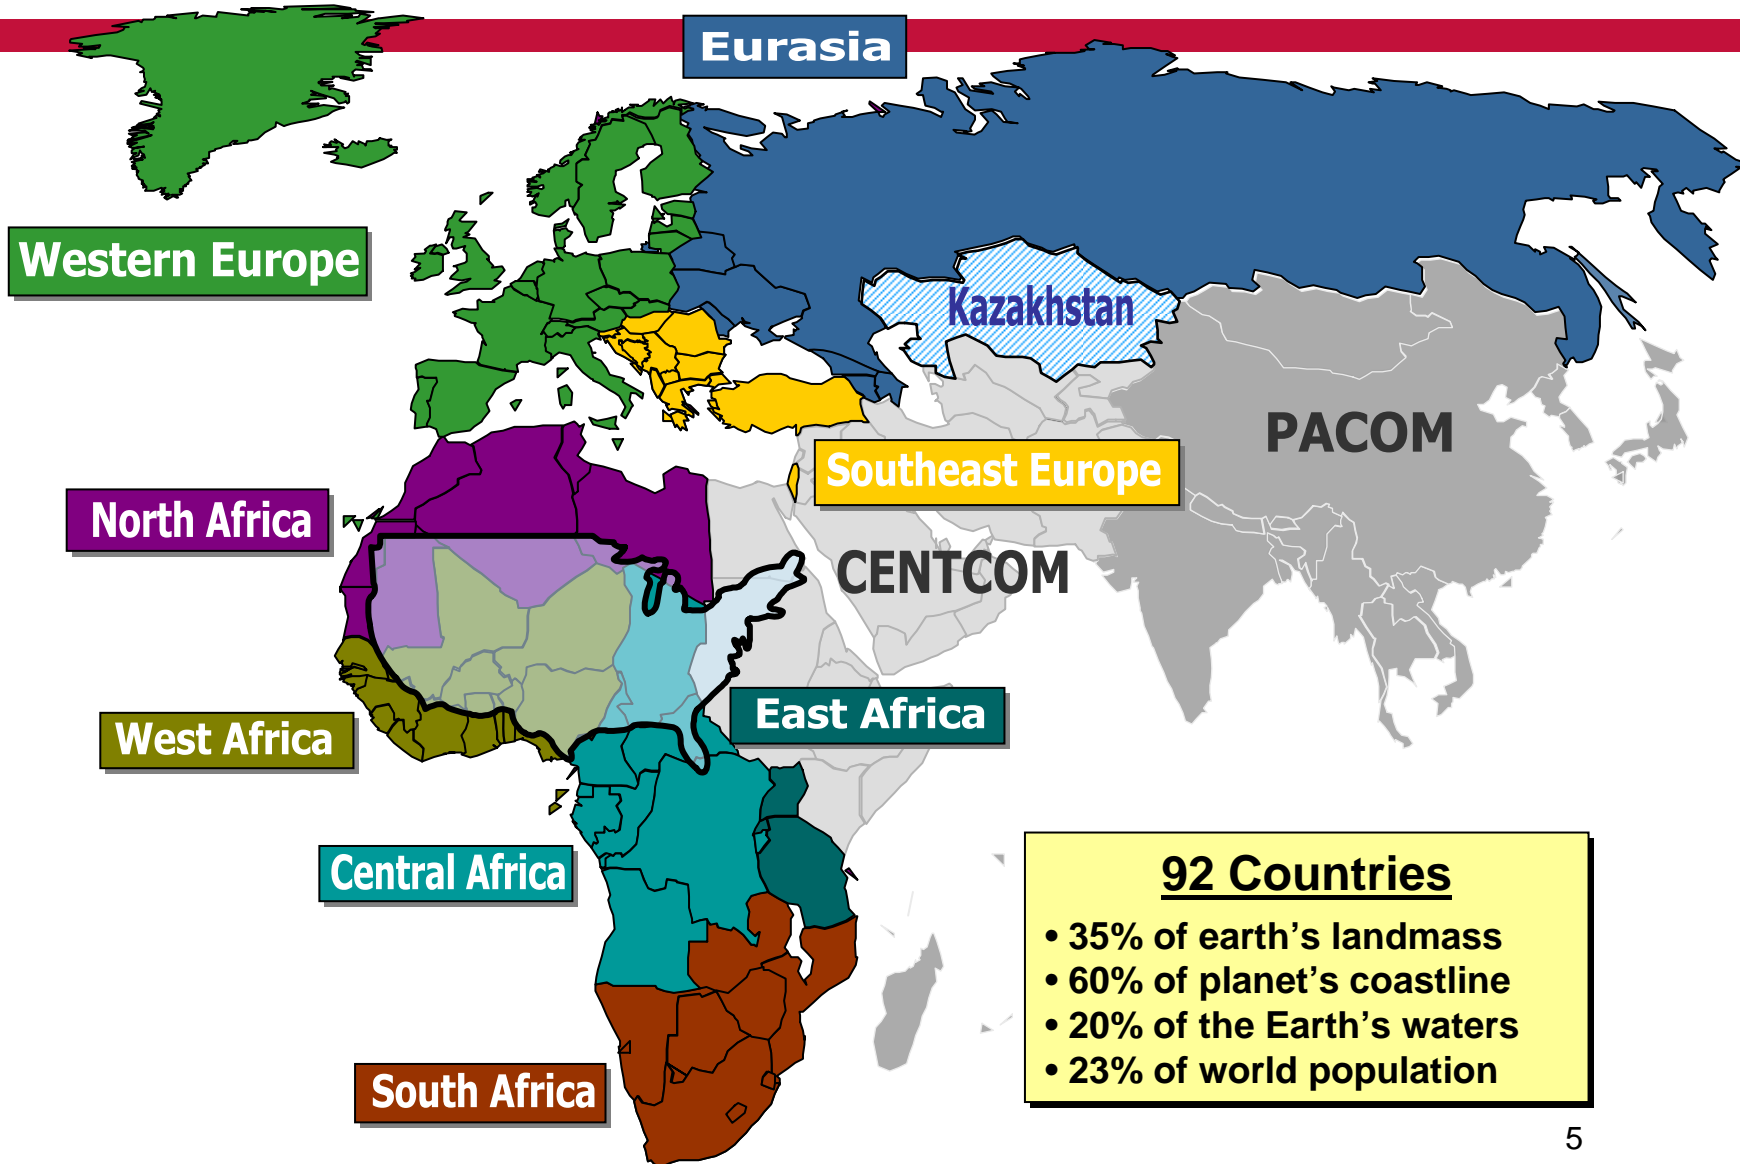 Eurasia
Western Europe
Kazakhstan
PACOM
Southeast Europe
North Africa
CENTCOM
East Africa
West Africa
Central Africa
92 Countries
• 35% of earth’s landmass
• 60% of planet’s coastline
• 20% of the Earth’s waters
• 23% of world population
South Africa
5